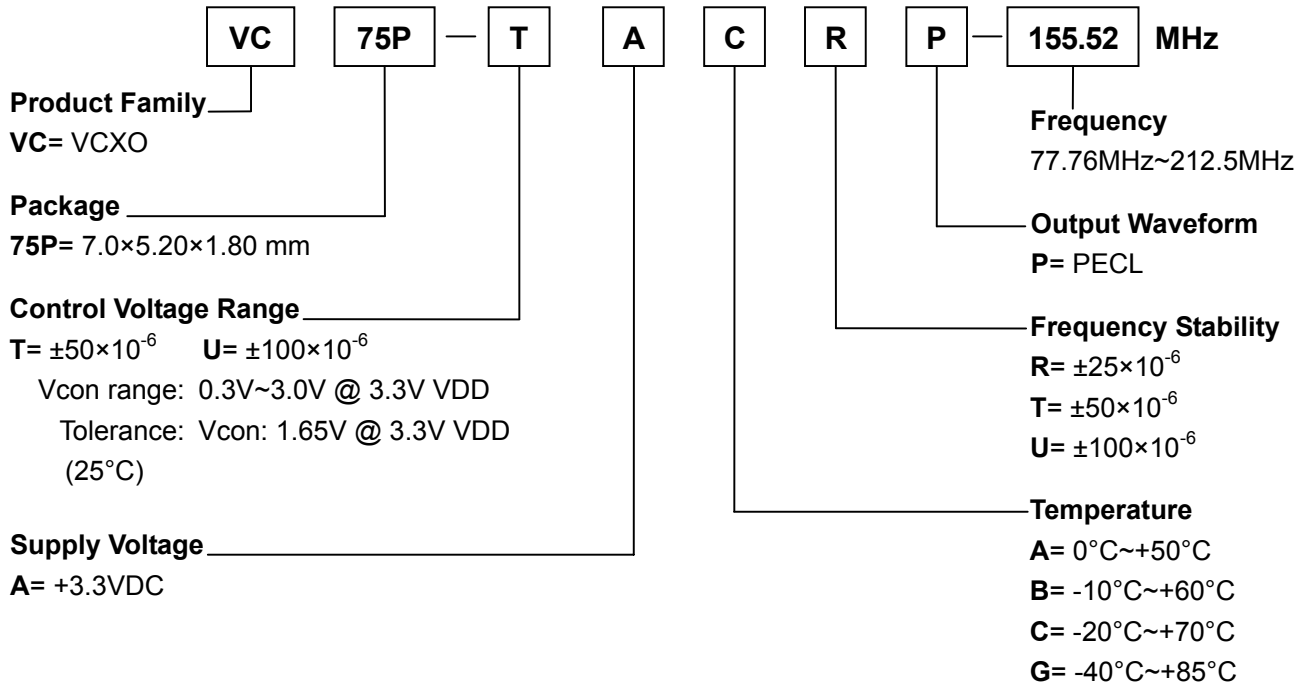 VC 75P — T A C R P — 155.52 MHz
Product Family
VC= VCXO
Package
75P= 7.0×5.20×1.80 mm
Control Voltage Range
T= ±50×10⁻⁶ U= ±100×10⁻⁶
Vcon range: 0.3V~3.0V @ 3.3V VDD
Tolerance: Vcon: 1.65V @ 3.3V VDD
(25°C)
Supply Voltage
A= +3.3VDC
Frequency
77.76MHz~212.5MHz
Output Waveform
P= PECL
Frequency Stability
R= ±25×10⁻⁶
T= ±50×10⁻⁶
U= ±100×10⁻⁶
Temperature
A= 0°C~+50°C
B= -10°C~+60°C
C= -20°C~+70°C
G= -40°C~+85°C